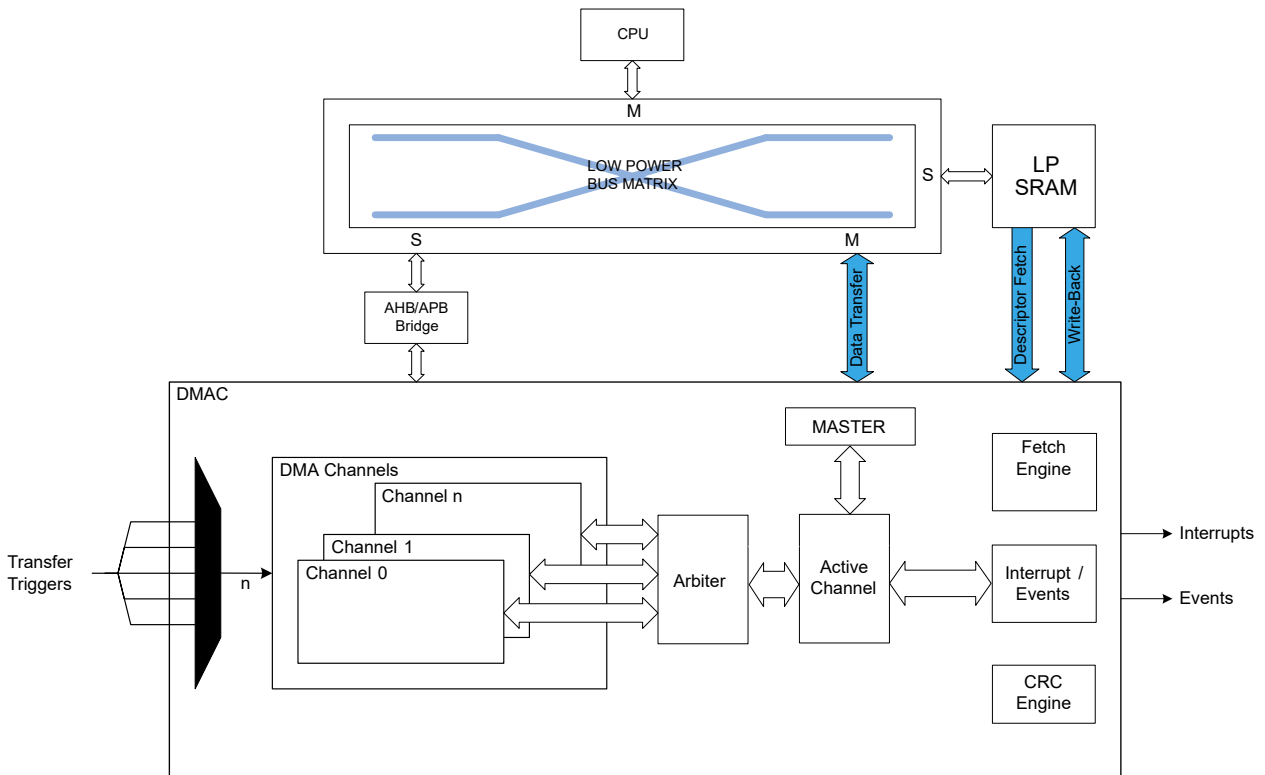 CPU
M
LOW POWER
BUS MATRIX
S
LP
SRAM
S
M
AHB/APB
Bridge
Data Transfer
Descriptor Fetch
Write-Back
DMAC
MASTER
Fetch
Engine
DMA Channels
Channel n
Channel 1
Channel 0
Transfer
Triggers
n
Arbiter
Active
Channel
Interrupt /
Events
Interrupts
Events
CRC
Engine